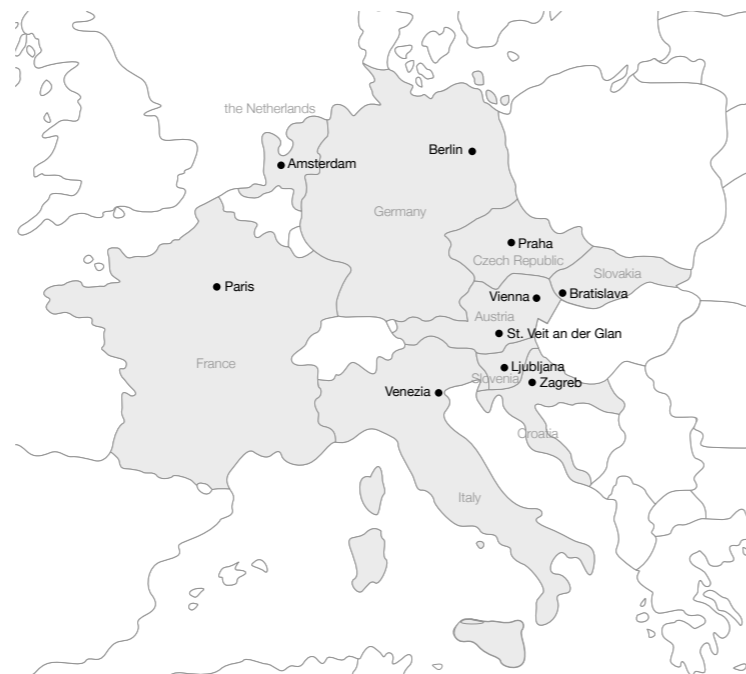 the Netherlands
Berlin
Amsterdam
Germany
Praha
Czech Republic
Slovakia
Paris
Vienna
Bratislava
Austria
St. Veit an der Glan
France
Ljubljana
Slovenia
Zagreb
Venezia
Croatia
Italy